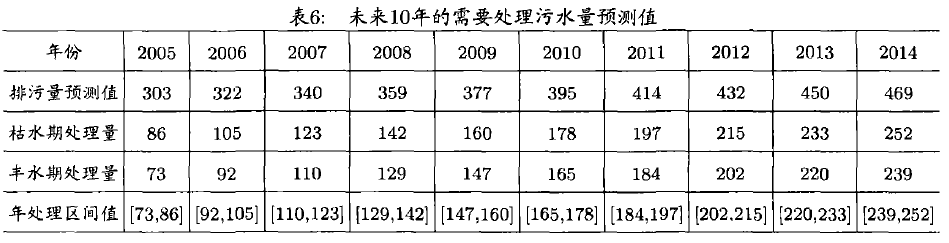 表6: 未来10年的需要处理污水量预测值
年份 2005 2006 2007 2008 2009 2010 2011 2012 2013 2014
排污量预测值 303 322 340 359 377 395 414 432 450 469
枯水期处理量 86 105 123 142 160 178 197 215 233 252
丰水期处理量 73 92 110 129 147 165 184 202 220 239
年处理区间值 [73,86] [92,105] [110,123] [129,142] [147,160] [165,178] [184,197] [202,215] [220,233] [239,252]